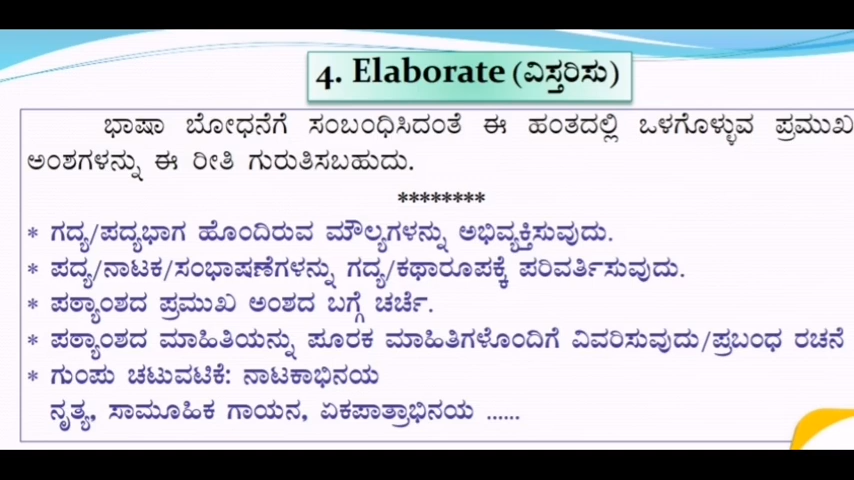 4. Elaborate (ವಿಸ್ತರಿಸು)
ಭಾಷಾ ಬೋಧನೆಗೆ ಸಂಬಂಧಿಸಿದಂತೆ ಈ ಹಂತದಲ್ಲಿ ಒಳಗೊಳ್ಳುವ ಪ್ರಮುಖ
ಅಂಶಗಳನ್ನು ಈ ರೀತಿ ಗುರುತಿಸಬಹುದು.
********
* ಗದ್ಯ/ಪದ್ಯಭಾಗ ಹೊಂದಿರುವ ಮೌಲ್ಯಗಳನ್ನು ಅಭಿವ್ಯಕ್ತಿಸುವುದು.
* ಪದ್ಯ/ನಾಟಕ/ಸಂಭಾಷಣೆಗಳನ್ನು ಗದ್ಯ/ಕಥಾರೂಪಕ್ಕೆ ಪರಿವರ್ತಿಸುವುದು.
* ಪಠ್ಯಾಂಶದ ಪ್ರಮುಖ ಅಂಶದ ಬಗ್ಗೆ ಚರ್ಚೆ.
* ಪಠ್ಯಾಂಶದ ಮಾಹಿತಿಯನ್ನು ಪೂರಕ ಮಾಹಿತಿಗಳೊಂದಿಗೆ ವಿವರಿಸುವುದು/ಪ್ರಬಂಧ ರಚನೆ
* ಗುಂಪು ಚಟುವಟಿಕೆ: ನಾಟಕಾಭಿನಯ
ನೃತ್ಯ, ಸಾಮೂಹಿಕ ಗಾಯನ, ಏಕಪಾತ್ರಾಭಿನಯ ......